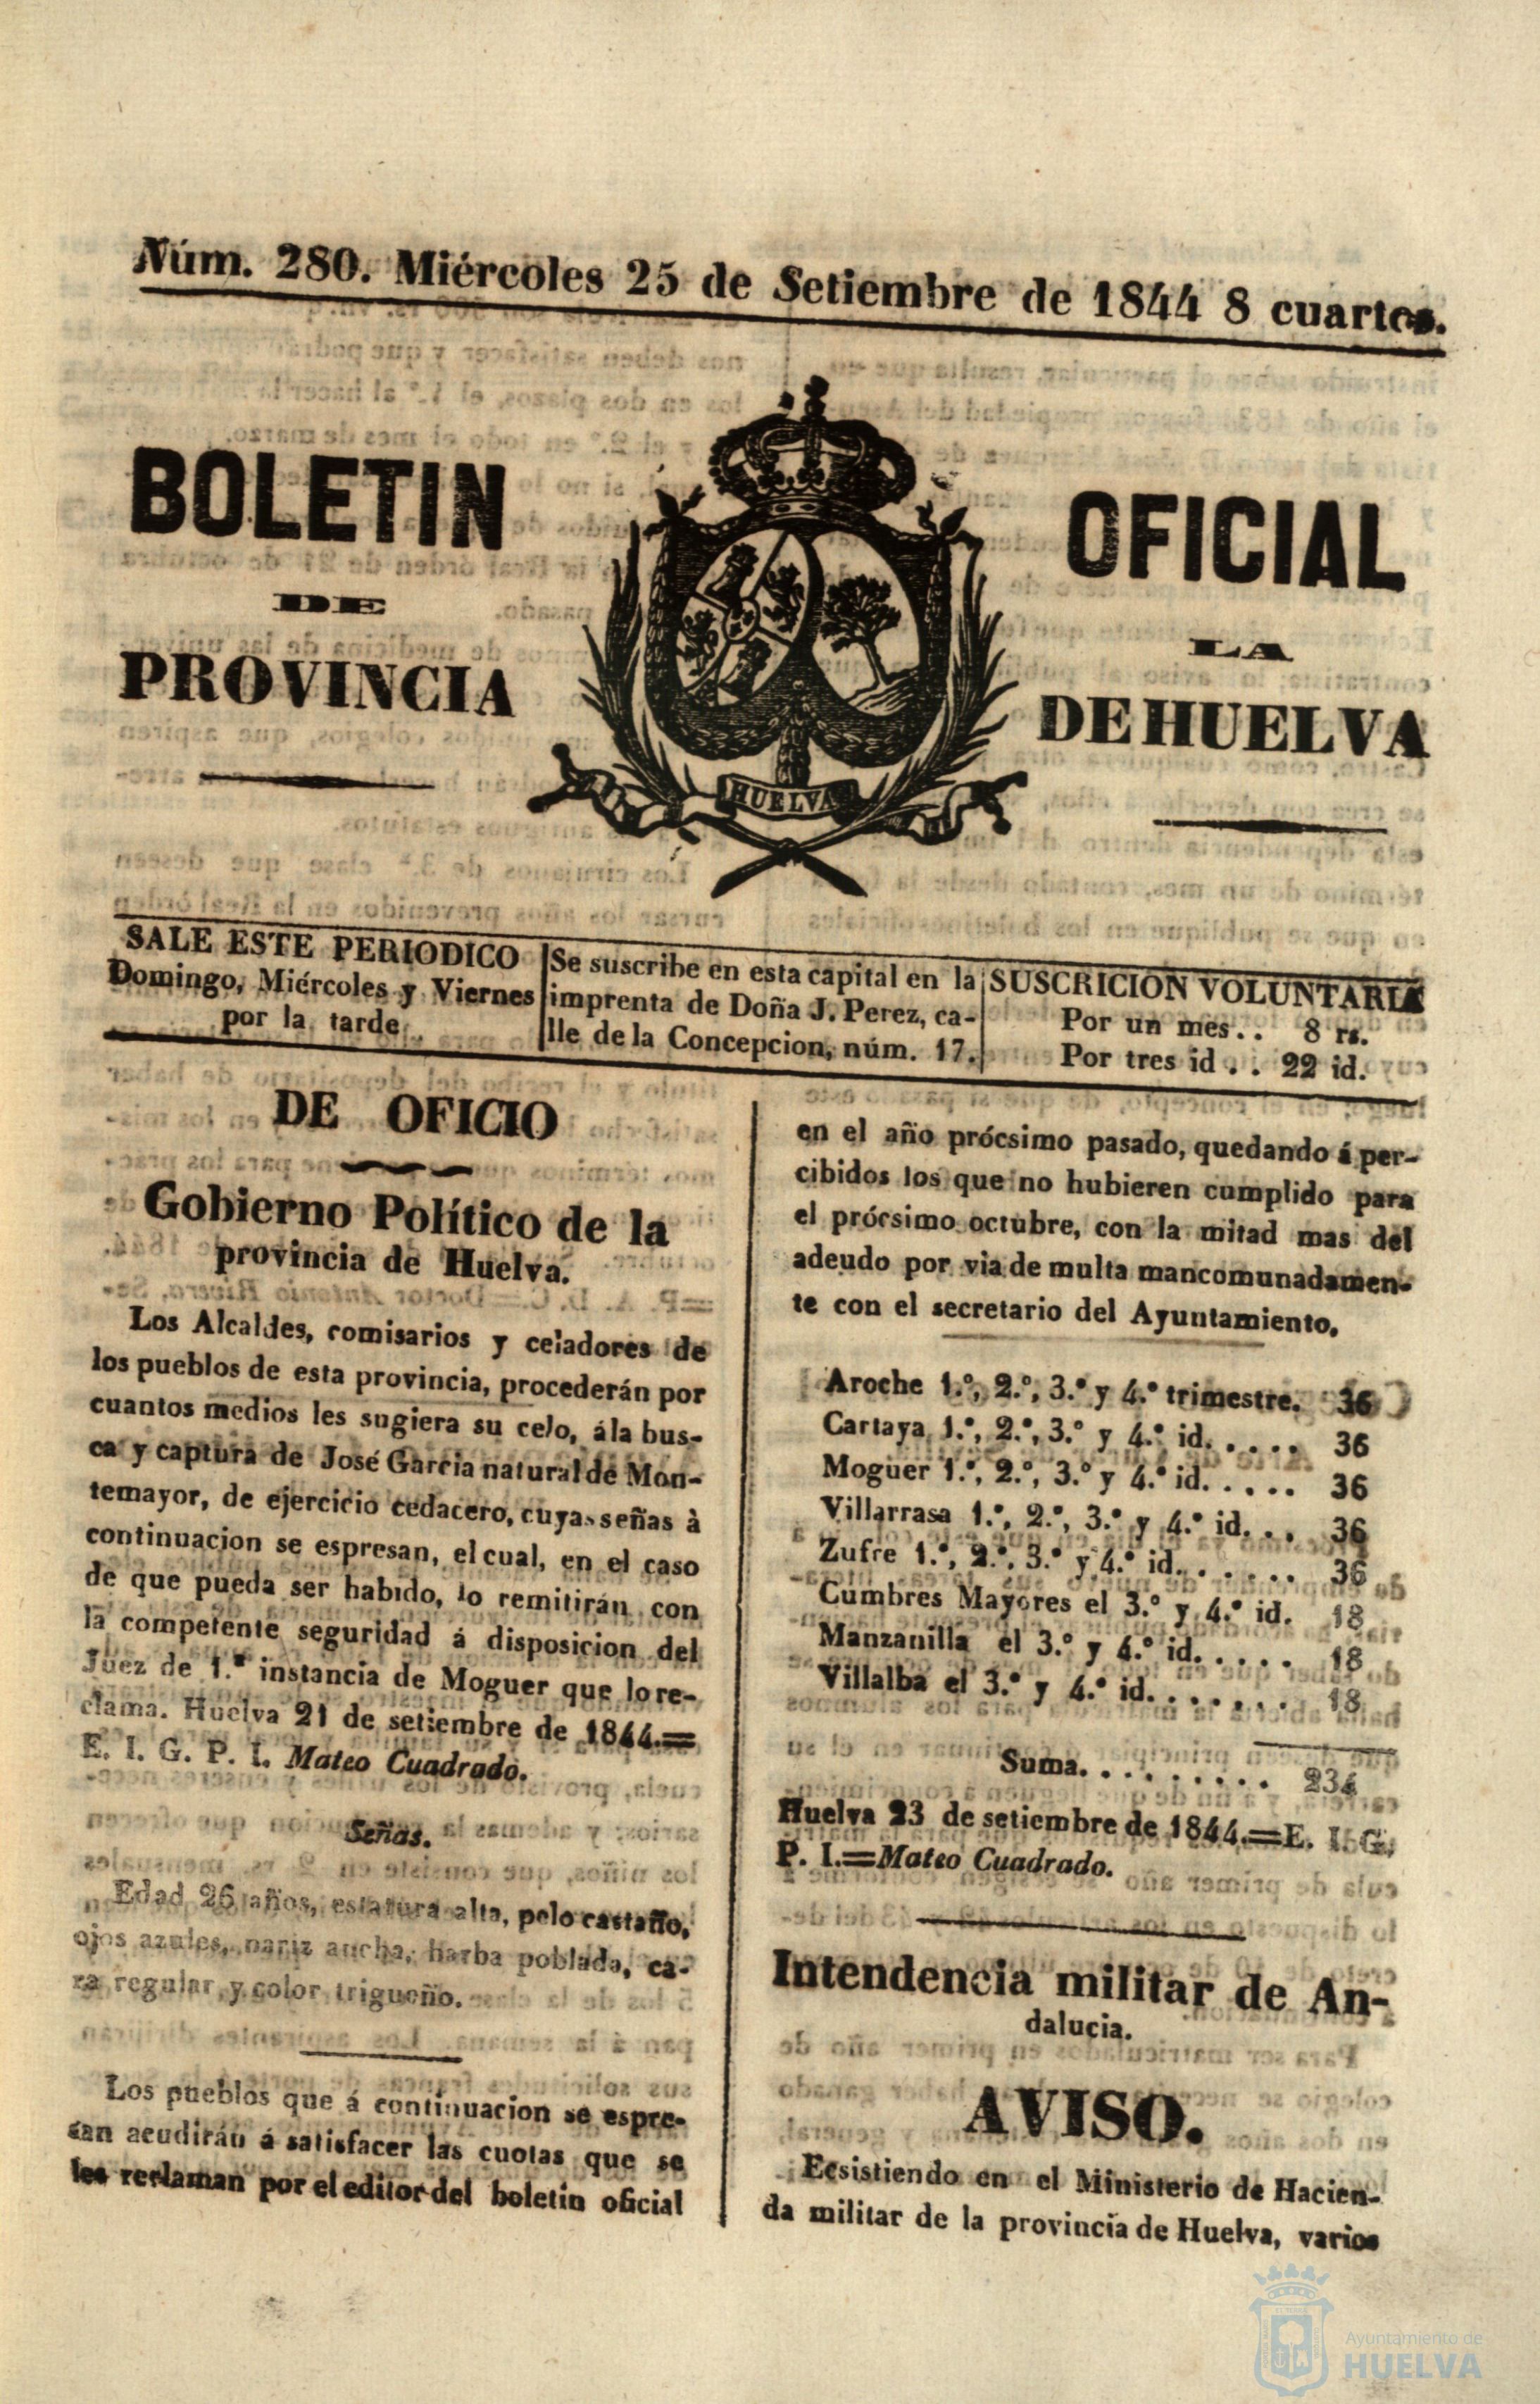 Núm. 280. Miércoles 25 de Setiembre de 1844 8 cuartos.
BOLETIN OFICIAL
DE LA
PROVINCIA DE HUELVA
HUELVA
SALE ESTE PERIODICO
Domingo, Miércoles y Viernes
por la tarde
Se suscribe en esta capital en la
imprenta de Doña J. Perez, ca-
lle de la Concepcion, núm. 17.
SUSCRICION VOLUNTARIA
Por un mes.. 8 rs.
Por tres id . . 22 id.
DE OFICIO
Gobierno Político de la
provincia de Huelva.
Los Alcaldes, comisarios y celadores de
los pueblos de esta provincia, procederán por
cuantos medios les sugiera su celo, á la bus-
ca y captura de José Garcia natural de Mon-
temayor, de ejercicio cedacero, cuyas señas à
continuacion se espresan, el cual, en el caso
de que pueda ser habido, lo remitirán con
la competente seguridad á disposicion del
Juez de 1.ª instancia de Moguer que lo re-
clama. Huelva 21 de setiembre de 1844.=
E. I. G. P. I. Mateo Cuadrado.
Señas.
Edad 26 años, estatura alta, pelo castaño,
ojos azules, nariz ancha, barba poblada, ca-
ra regular y color trigueño.
Los pueblos que á continuacion se espre-
san acudirán á satisfacer las cuotas que se
les reclaman por el editor del boletin oficial
en el año prócsimo pasado, quedando á per-
cibidos los que no hubieren cumplido para
el prócsimo octubre, con la mitad mas del
adeudo por via de multa mancomunadamen-
te con el secretario del Ayuntamiento.
Aroche 1.º, 2.º, 3.º y 4.º trimestre. 36
Cartaya 1.º, 2.º, 3.º y 4.º id. . . . . 36
Moguer 1.º, 2.º, 3.º y 4.º id. . . . . 36
Villarrasa 1.º, 2.º, 3.º y 4.º id. . . 36
Zufre 1.º, 2.º, 3.º y 4.º id. . . . . . 36
Cumbres Mayores el 3.º y 4.º id. 18
Manzanilla el 3.º y 4.º id. . . . . 18
Villalba el 3.º y 4.º id. . . . . . . 18
Suma. . . . . . . . . 234
Huelva 23 de setiembre de 1844.=E. I. G.
P. I.=Mateo Cuadrado.
Intendencia militar de An-
dalucia.
AVISO.
Ecsistiendo en el Ministerio de Hacien-
da militar de la provincia de Huelva, varios
Ayuntamiento de
HUELVA